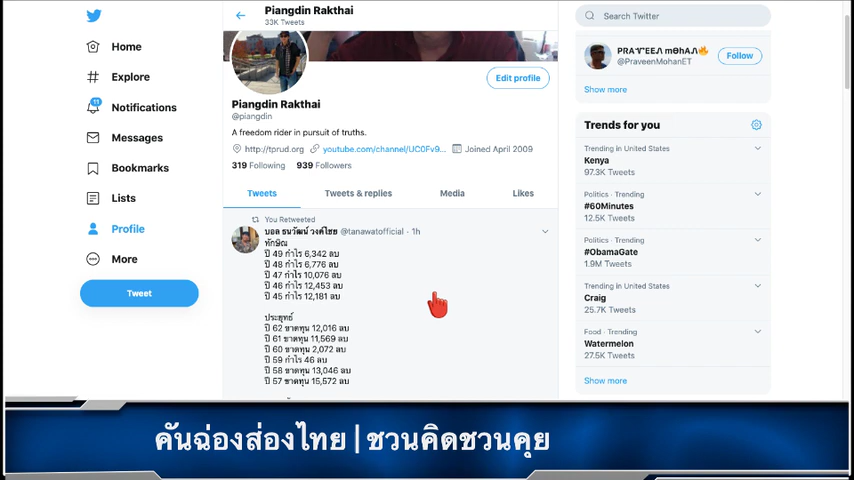 Piangdin Rakthai
33K Tweets
Search Twitter
Home
Explore
11
Notifications
Messages
Bookmarks
Lists
Profile
More
Tweet
Edit profile
Piangdin Rakthai
@piangdin
A freedom rider in pursuit of truths.
http://tprud.org youtube.com/channel/UC0Fv9... Joined April 2009
319 Following 939 Followers
Tweets Tweets & replies Media Likes
You Retweeted
บอล ธนวัฒน์ วงค์ไชย @tanawatofficial · 1h
ทักษิณ
ปี 49 กำไร 6,342 ลบ
ปี 48 กำไร 6,776 ลบ
ปี 47 กำไร 10,076 ลบ
ปี 46 กำไร 12,453 ลบ
ปี 45 กำไร 12,181 ลบ
ประยุทธ์
ปี 62 ขาดทุน 12,016 ลบ
ปี 61 ขาดทุน 11,569 ลบ
ปี 60 ขาดทุน 2,072 ลบ
ปี 59 กำไร 46 ลบ
ปี 58 ขาดทุน 13,046 ลบ
ปี 57 ขาดทุน 15,572 ลบ
@PraveenMohanET
Follow
Show more
Trends for you
Trending in United States
Kenya
97.3K Tweets
Politics · Trending
#60Minutes
12.5K Tweets
Politics · Trending
#ObamaGate
1.9M Tweets
Trending in United States
Craig
25.7K Tweets
Food · Trending
Watermelon
27.5K Tweets
Show more
คันฉ่องส่องไทย | ชวนคิดชวนคุย